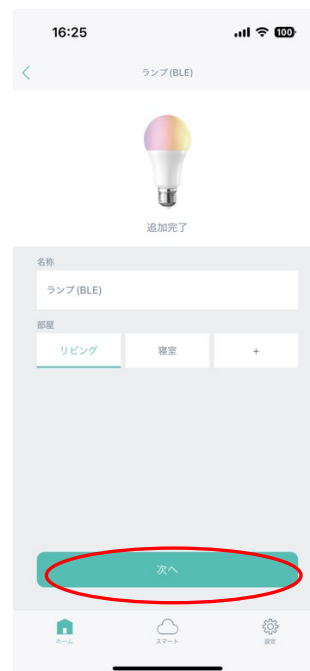 16:25 100
ランプ(BLE)
追加完了
名称
ランプ(BLE)
部屋
リビング 寝室 +
次へ
ホーム スマート 設定